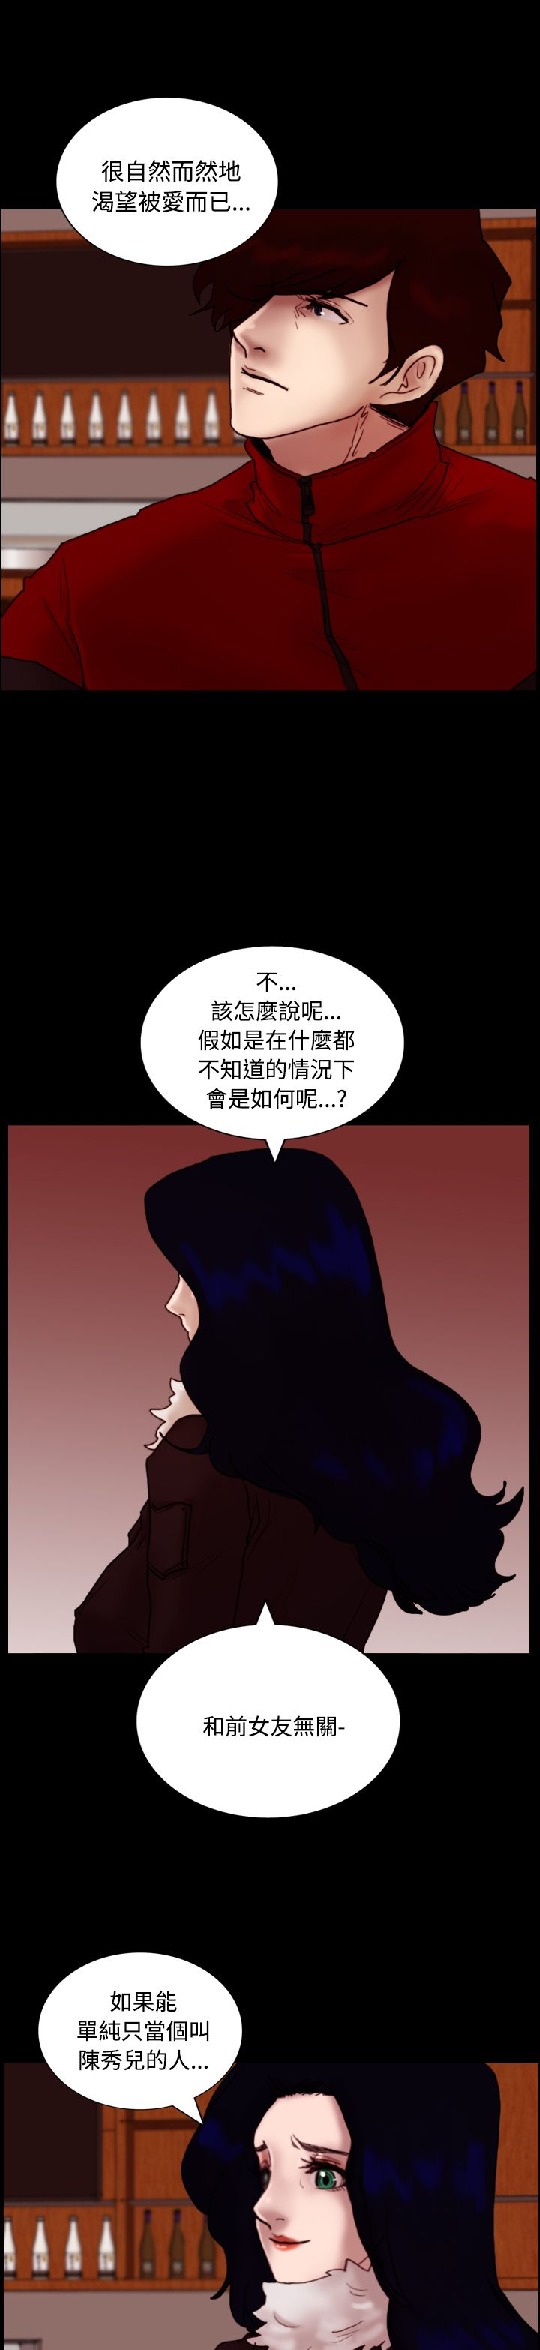 很自然而然地
渴望被愛而已...
不...
該怎麼說呢...
假如是在什麼都
不知道的情況下
會是如何呢...?
和前女友無關-
如果能
單純只當個叫
陳秀兒的人...